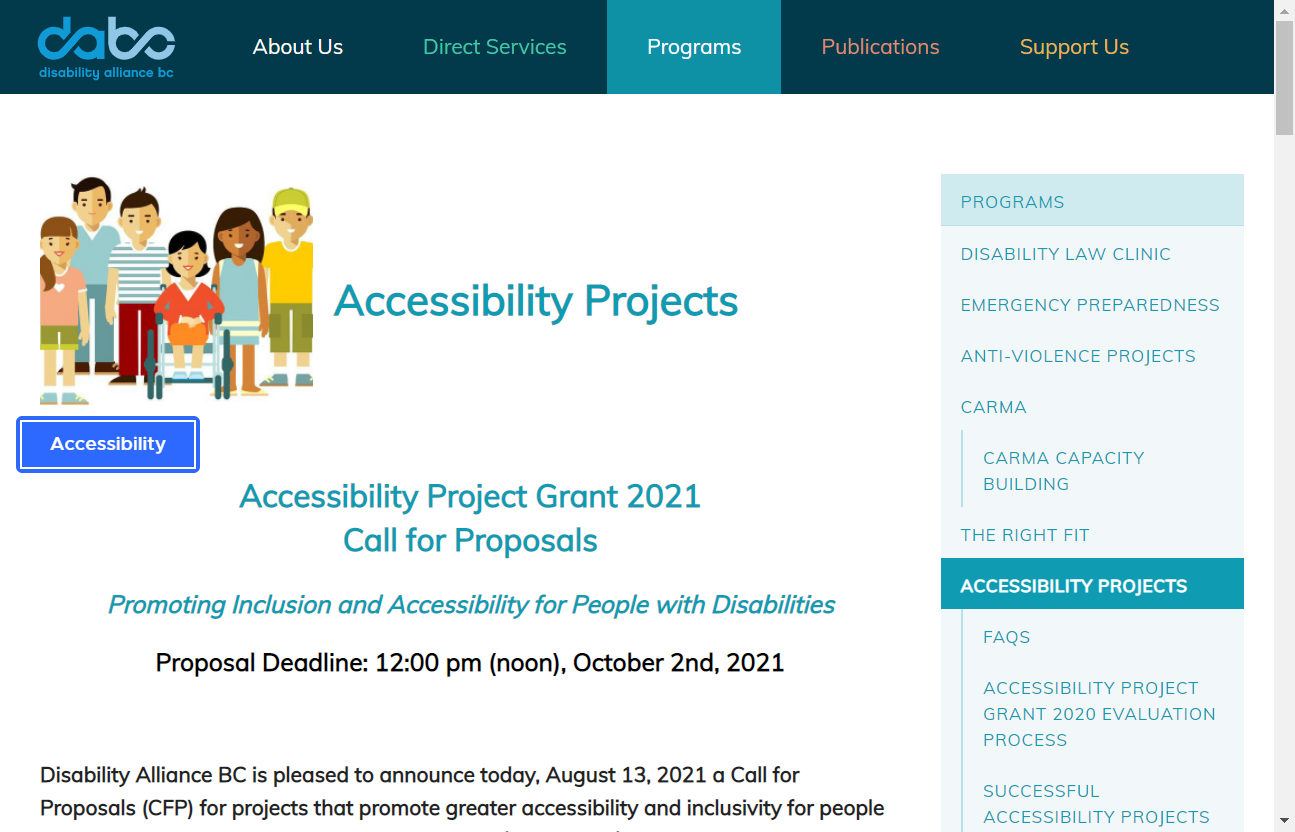 dabc
disability alliance bc
About Us
Direct Services
Programs
Publications
Support Us
Accessibility Projects
Accessibility
Accessibility Project Grant 2021
Call for Proposals
Promoting Inclusion and Accessibility for People with Disabilities
Proposal Deadline: 12:00 pm (noon), October 2nd, 2021
Disability Alliance BC is pleased to announce today, August 13, 2021 a Call for
Proposals (CFP) for projects that promote greater accessibility and inclusivity for people
PROGRAMS
DISABILITY LAW CLINIC
EMERGENCY PREPAREDNESS
ANTI-VIOLENCE PROJECTS
CARMA
CARMA CAPACITY
BUILDING
THE RIGHT FIT
ACCESSIBILITY PROJECTS
FAQS
ACCESSIBILITY PROJECT
GRANT 2020 EVALUATION
PROCESS
SUCCESSFUL
ACCESSIBILITY PROJECTS